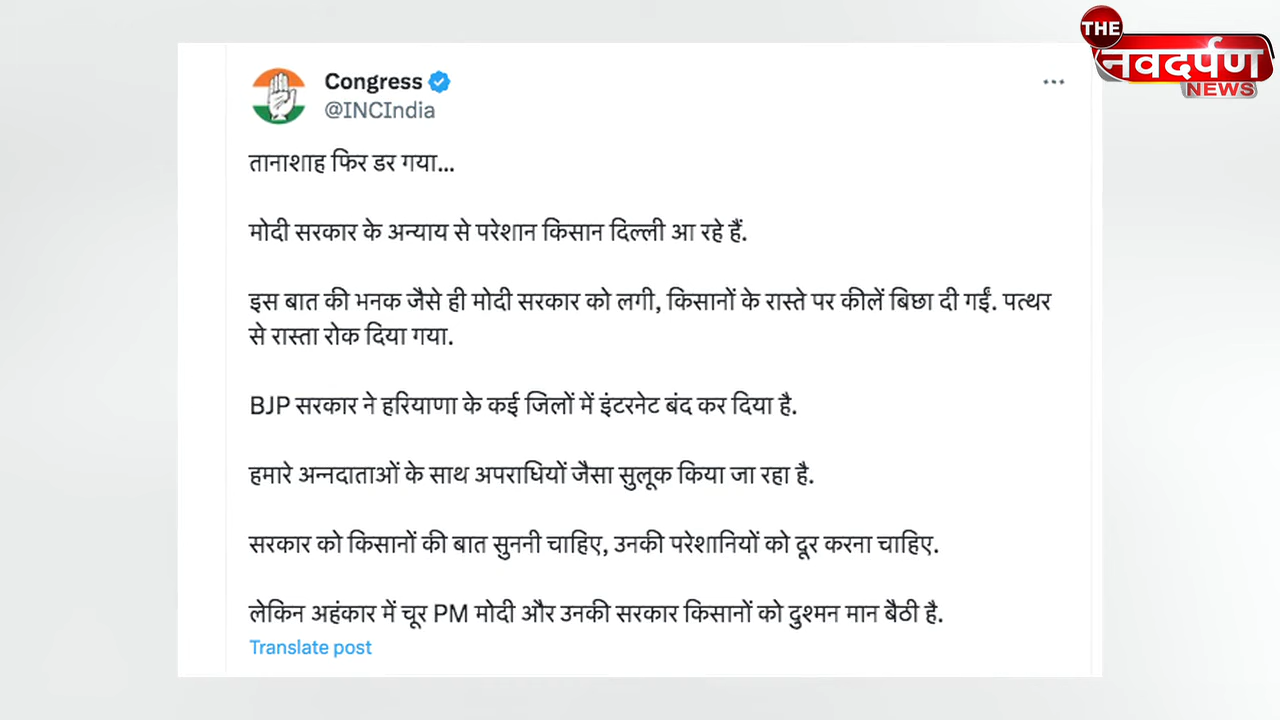 THE
नवदर्पण
NEWS
Congress
@INCIndia
तानाशाह फिर डर गया...
मोदी सरकार के अन्याय से परेशान किसान दिल्ली आ रहे हैं.
इस बात की भनक जैसे ही मोदी सरकार को लगी, किसानों के रास्ते पर कीलें बिछा दी गईं. पत्थर
से रास्ता रोक दिया गया.
BJP सरकार ने हरियाणा के कई जिलों में इंटरनेट बंद कर दिया है.
हमारे अन्नदाताओं के साथ अपराधियों जैसा सुलूक किया जा रहा है.
सरकार को किसानों की बात सुननी चाहिए, उनकी परेशानियों को दूर करना चाहिए.
लेकिन अहंकार में चूर PM मोदी और उनकी सरकार किसानों को दुश्मन मान बैठी है.
Translate post